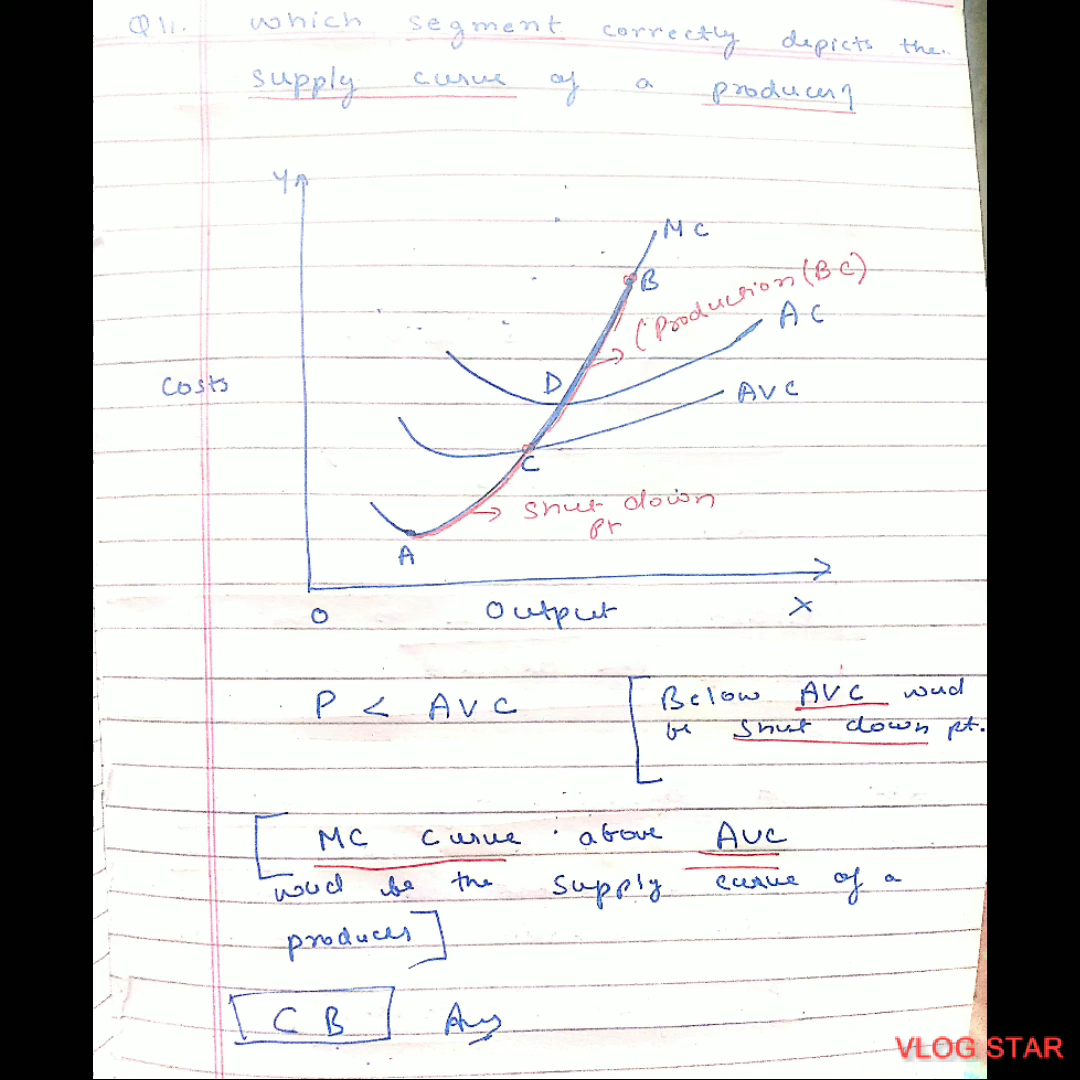 Q11. which segment correctly depicts the
supply curve of a producer?
Y
MC
B
(Production (BC)
AC
D
Costs
AVC
C
Shut down
Pt
A
O Output X
P < AVC
[Below AVC wud
be shut down pt.
[MC curve above AVC
wud be the supply curve of a
producer]
CB Ans
VLOG STAR